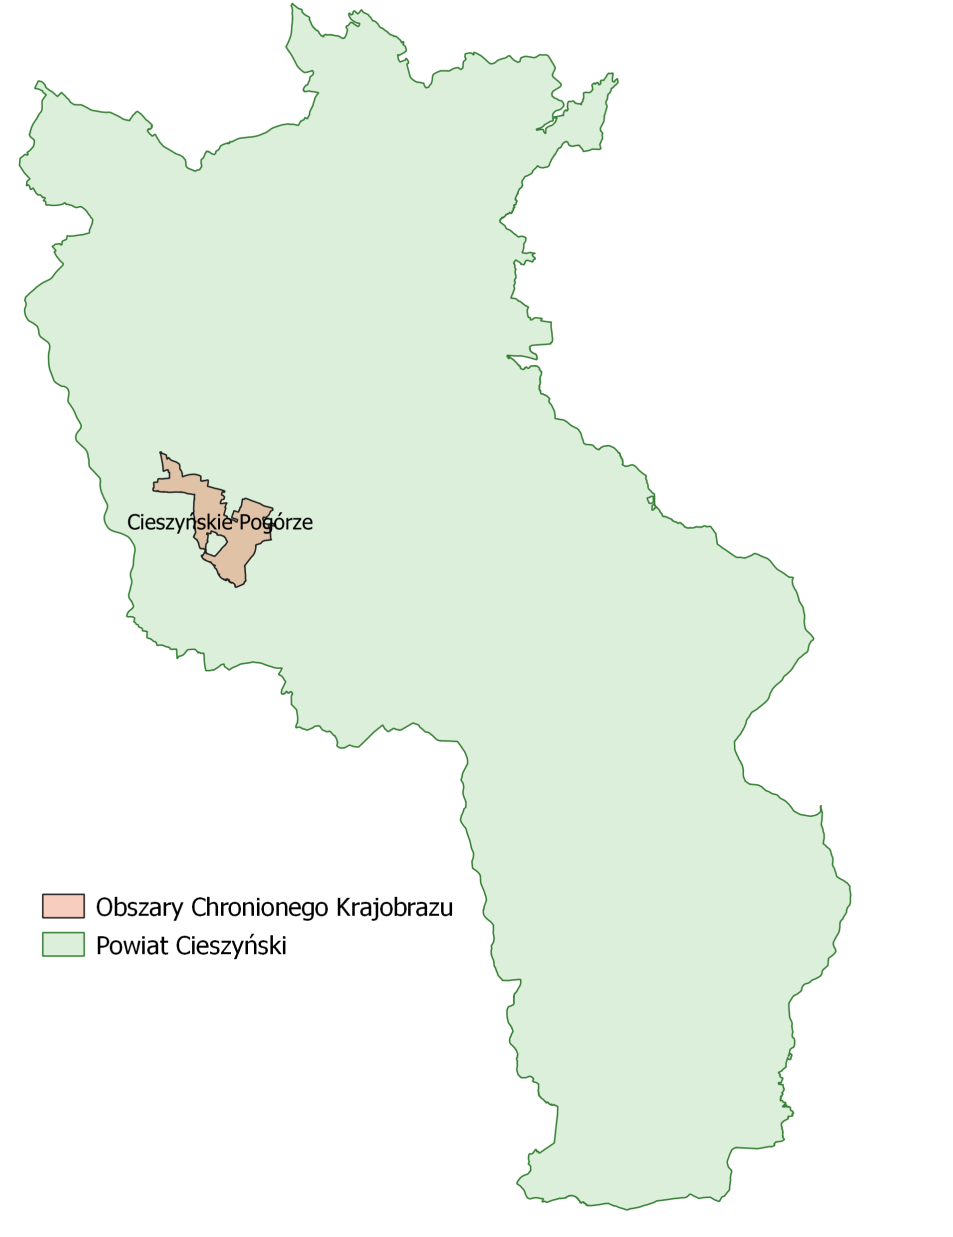 Cieszyńskie Pogórze
Obszary Chronionego Krajobrazu
Powiat Cieszyński